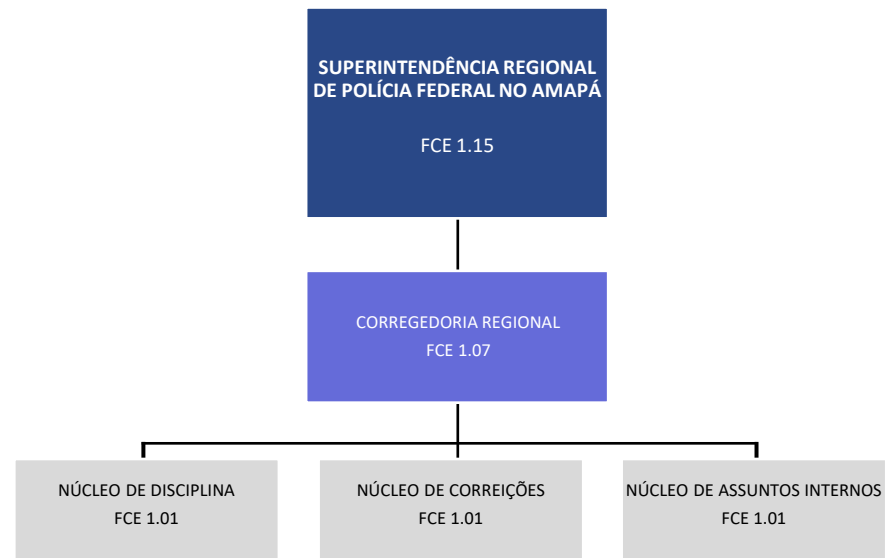 SUPERINTENDÊNCIA REGIONAL
DE POLÍCIA FEDERAL NO AMAPÁ
FCE 1.15
CORREGEDORIA REGIONAL
FCE 1.07
NÚCLEO DE DISCIPLINA
FCE 1.01
NÚCLEO DE CORREIÇÕES
FCE 1.01
NÚCLEO DE ASSUNTOS INTERNOS
FCE 1.01